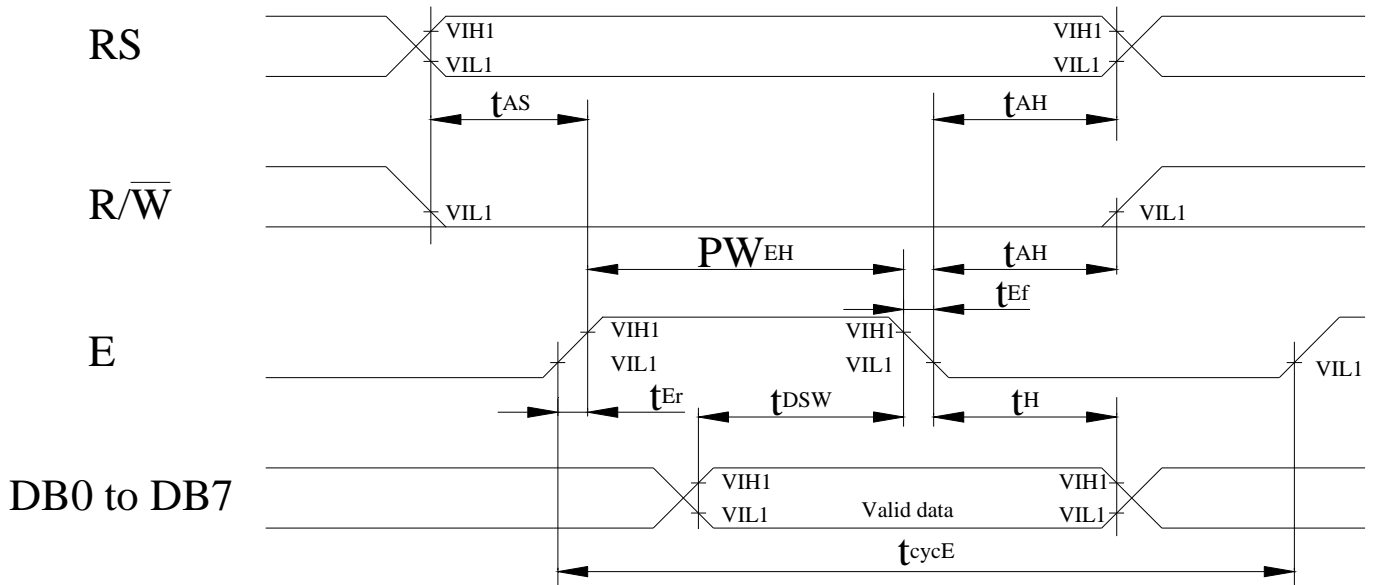 RS
VIH1
VIH1
VIL1
VIL1
tAS
tAH
R/W̅
VIL1
VIL1
PWEH
tAH
tEf
E
VIH1
VIH1
VIL1
VIL1
VIL1
tEr
tDSW
tH
DB0 to DB7
VIH1
VIH1
VIL1
Valid data
VIL1
tcycE